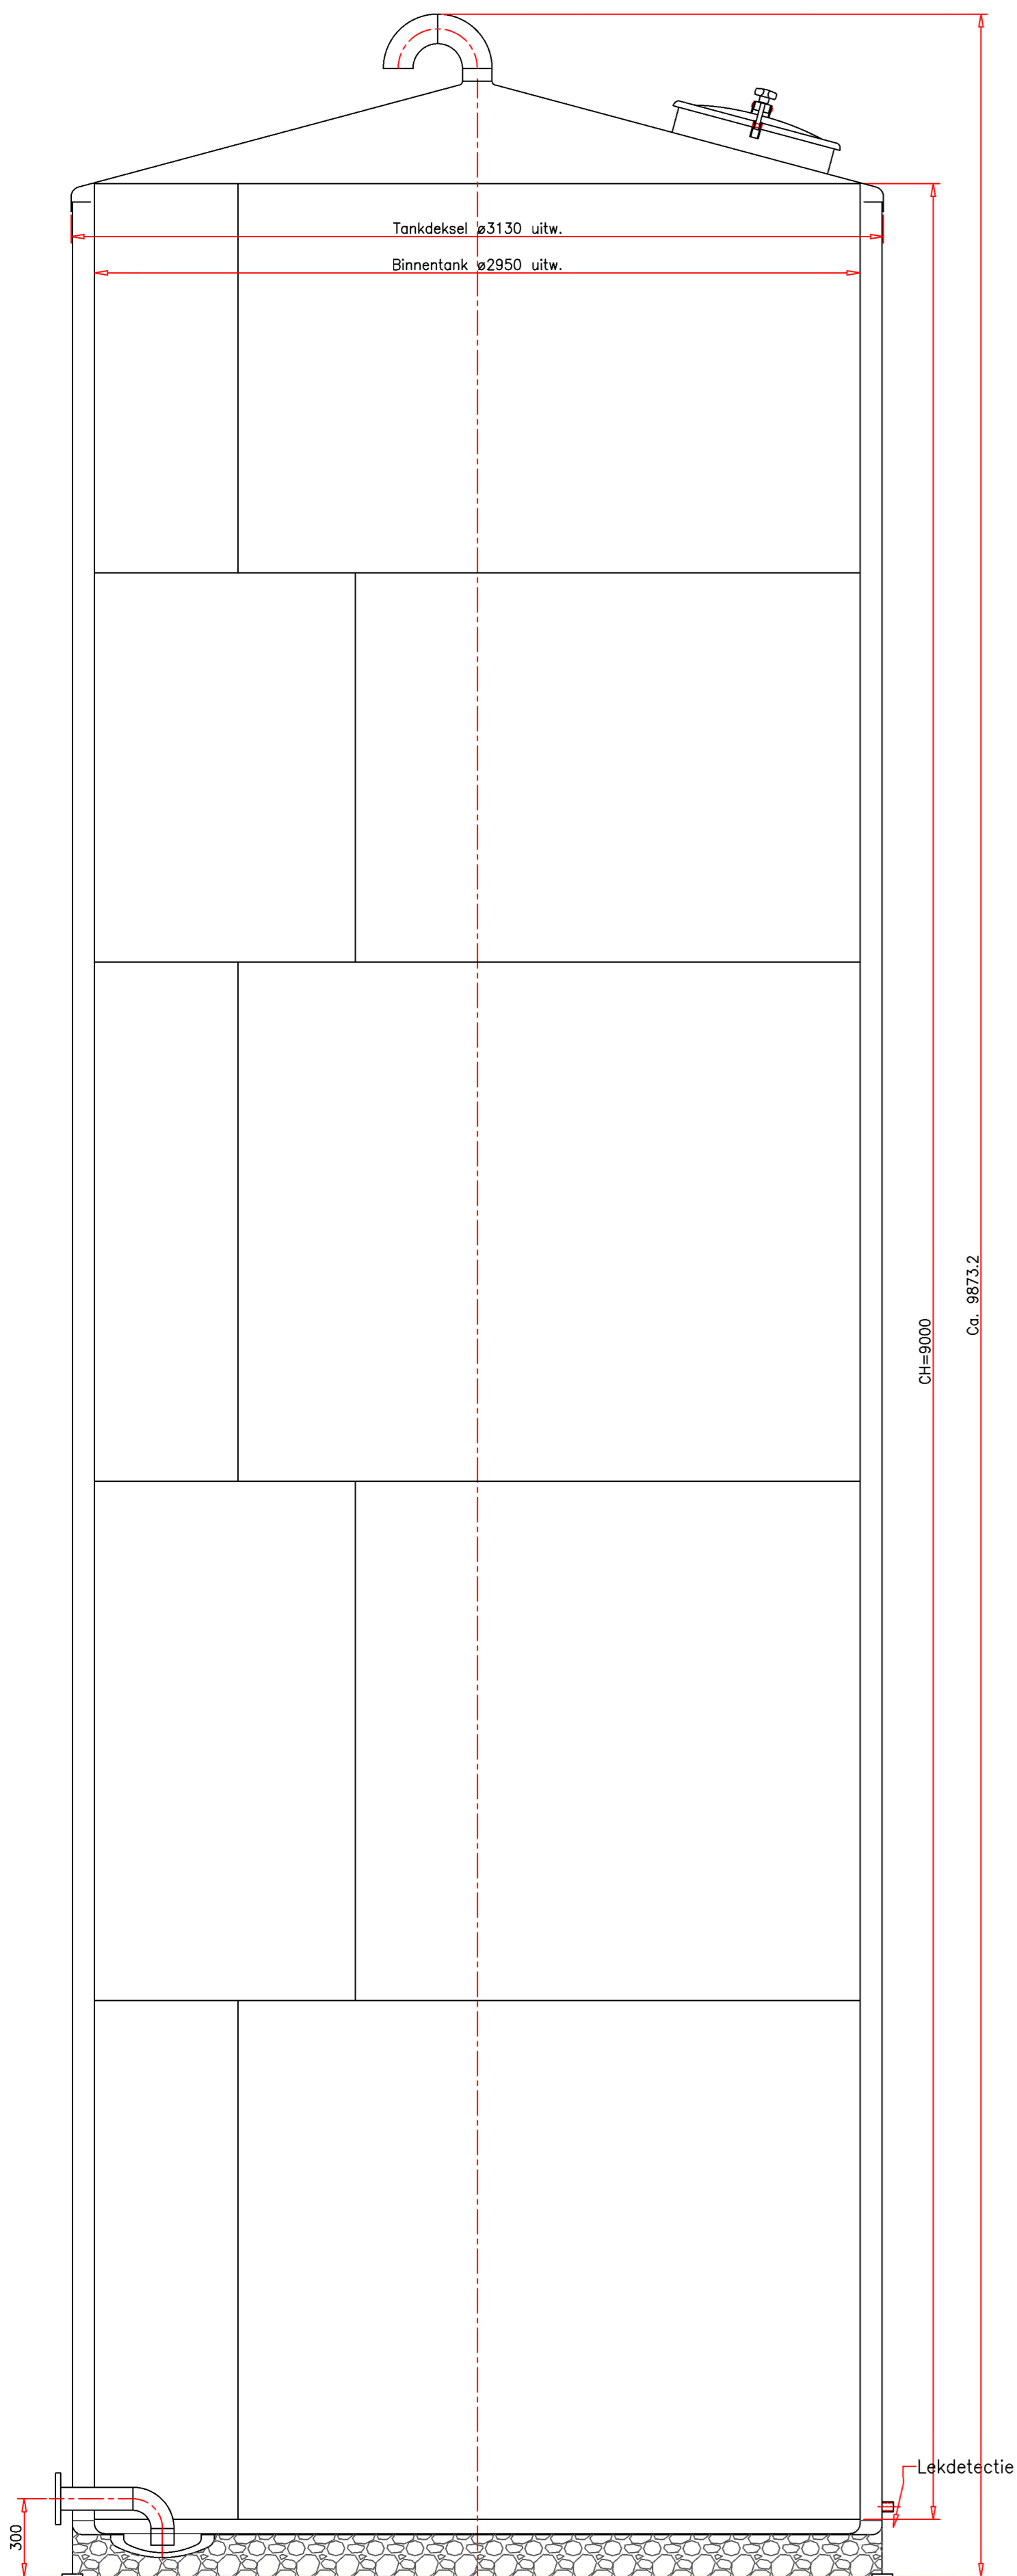 Tankdeksel ø3130 uitw.
Binnentank ø2950 uitw.
Ca. 9873.2
CH=9000
Lekdetectie
300